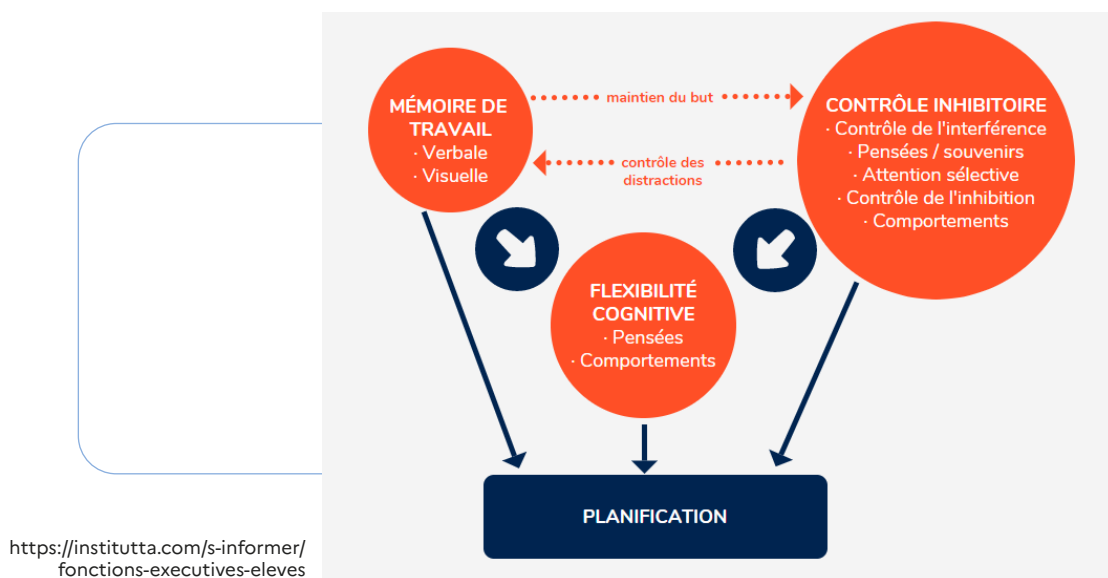 MÉMOIRE DE
TRAVAIL
· Verbale
· Visuelle
maintien du but
contrôle des
distractions
CONTRÔLE INHIBITOIRE
· Contrôle de l'interférence
· Pensées / souvenirs
· Attention sélective
· Contrôle de l'inhibition
· Comportements
FLEXIBILITÉ
COGNITIVE
· Pensées
· Comportements
PLANIFICATION
https://institutta.com/s-informer/
fonctions-executives-eleves